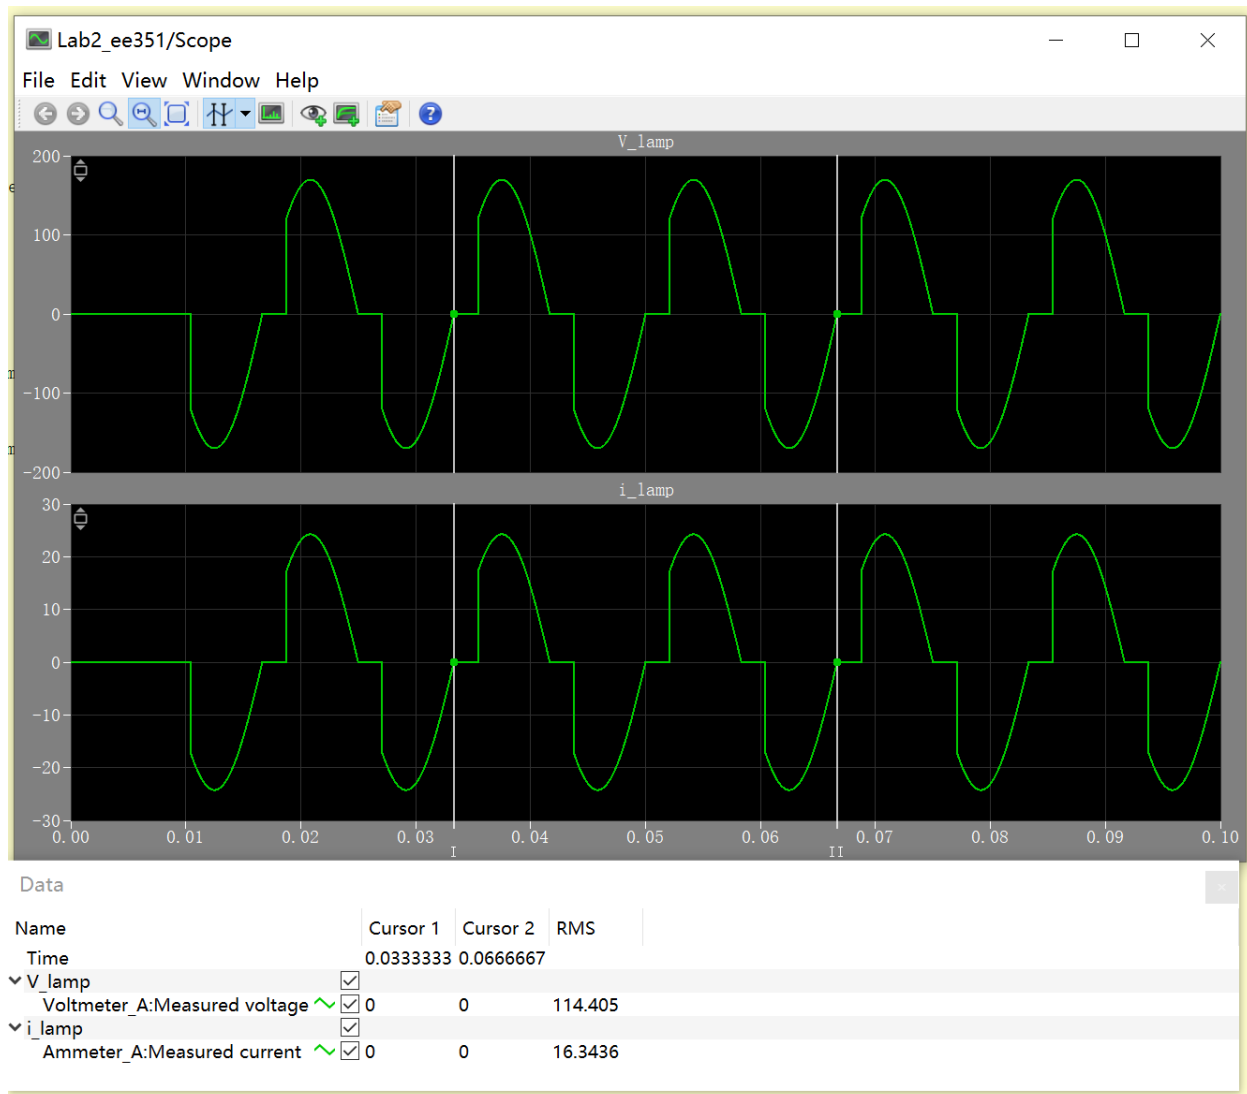 Lab2_ee351/Scope
File Edit View Window Help
V_lamp
200
100
0
-100
-200
i_lamp
30
20
10
0
-10
-20
-30
0.00 0.01 0.02 0.03 0.04 0.05 0.06 0.07 0.08 0.09 0.10
I II
Data
Name Cursor 1 Cursor 2 RMS
Time 0.0333333 0.0666667
V_lamp
Voltmeter_A:Measured voltage 0 0 114.405
i_lamp
Ammeter_A:Measured current 0 0 16.3436